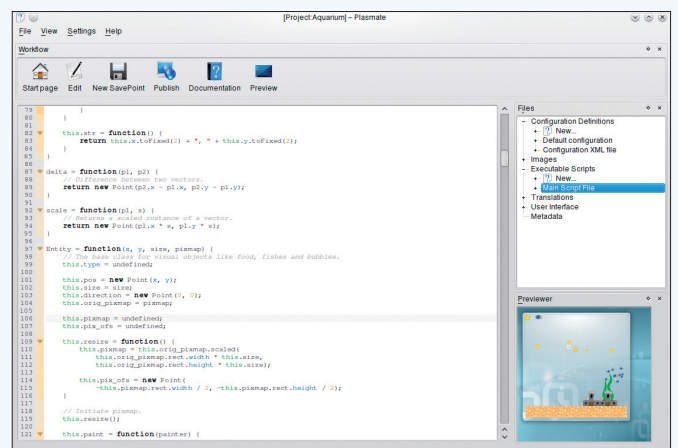 [Project:Aquarium] – Plasmate
File View Settings Help
Workflow
Start page Edit New SavePoint Publish Documentation Preview
79 }
80 }
81
82 this.str = function() {
83 return this.x.toFixed(2) + ", " + this.y.toFixed(2);
84 }
85 }
86
87 delta = function(p1, p2) {
88 // Difference between two vectors.
89 return new Point(p2.x - p1.x, p2.y - p1.y);
90 }
91
92 scale = function(p1, s) {
93 // Returns a scaled instance of a vector.
94 return new Point(p1.x * s, p1.y * s);
95 }
96
97 Entity = function(x, y, size, pixmap) {
98 // The base class for visual objects like food, fishes and bubbles.
99 this.type = undefined;
100
101 this.pos = new Point(x, y);
102 this.size = size;
103 this.direction = new Point(0, 0);
104 this.orig_pixmap = pixmap;
105
106 this.pixmap = undefined;
107 this.pix_ofs = undefined;
108
109 this.resize = function() {
110 this.pixmap = this.orig_pixmap.scaled(
111 this.orig_pixmap.rect.width * this.size,
112 this.orig_pixmap.rect.height * this.size);
113
114 this.pix_ofs = new Point(
115 -this.pixmap.rect.width / 2, -this.pixmap.rect.height / 2);
116 }
117
118 // Initiate pixmap.
119 this.resize();
120
121 this.paint = function(painter) {
Files
Configuration Definitions
New...
Default configuration
Configuration XML file
Images
Executable Scripts
New...
Main Script File
Translations
User Interface
Metadata
Previewer